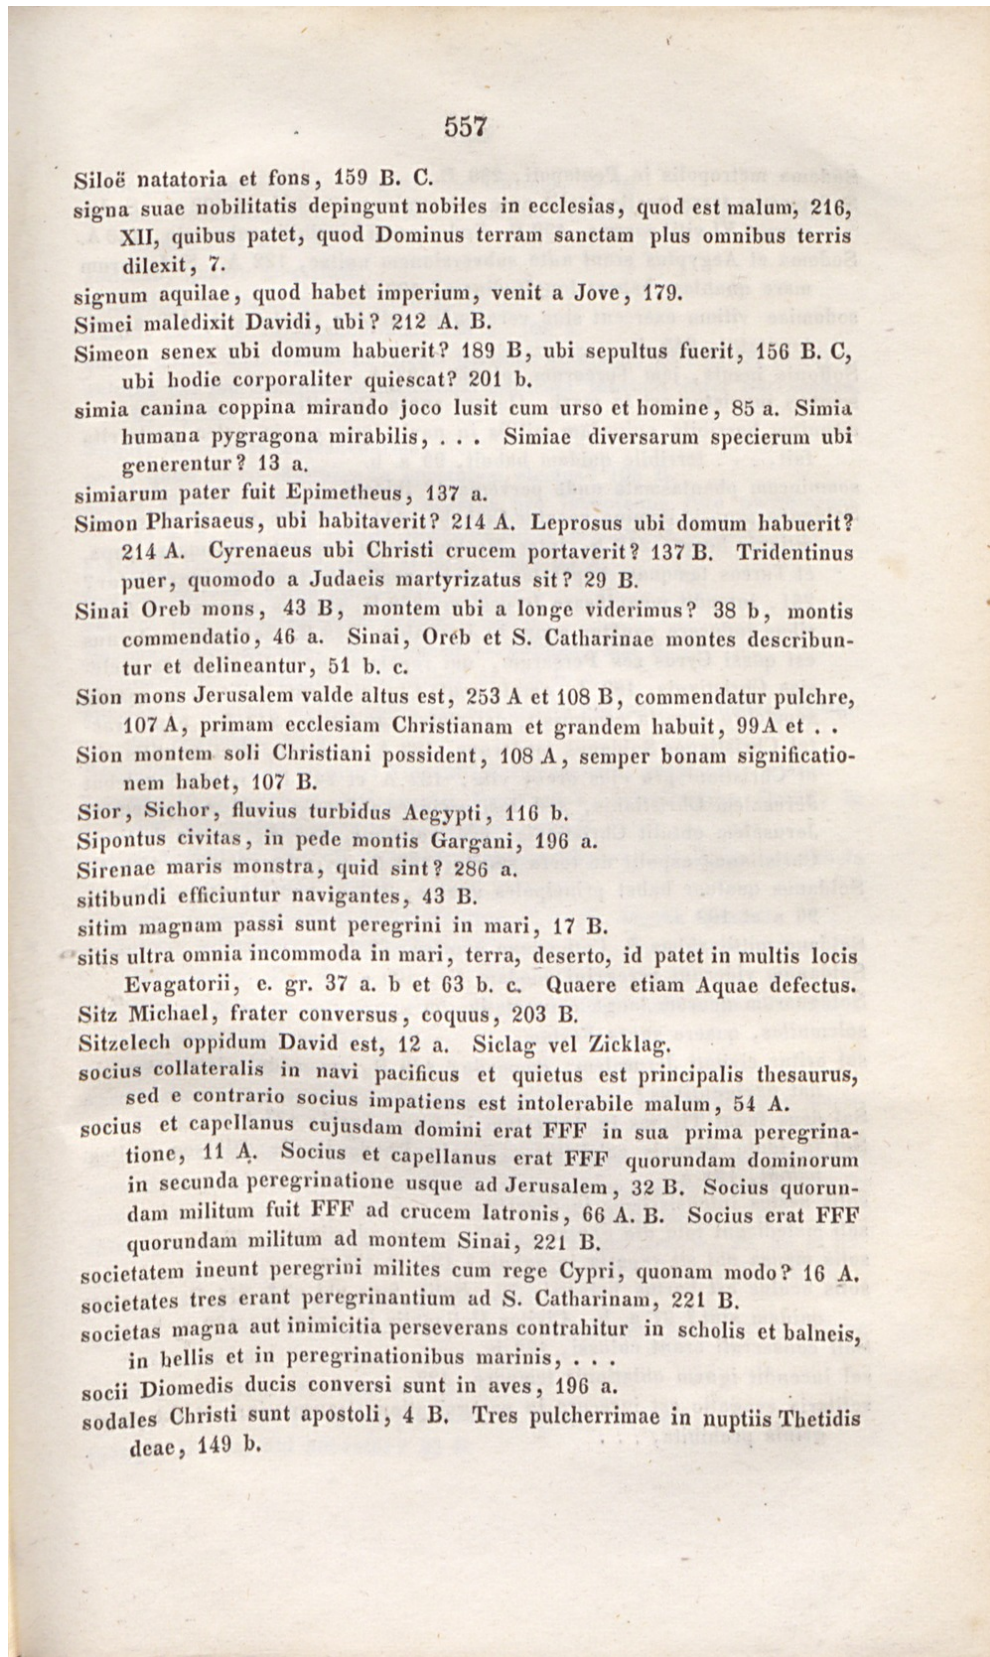 557
Siloë natatoria et fons, 159 B. C.
signa suae nobilitatis depingunt nobiles in ecclesias, quod est malum, 216,
XII, quibus patet, quod Dominus terram sanctam plus omnibus terris
dilexit, 7.
signum aquilae, quod habet imperium, venit a Jove, 179.
Simei maledixit Davidi, ubi? 212 A. B.
Simeon senex ubi domum habuerit? 189 B, ubi sepultus fuerit, 156 B. C,
ubi hodie corporaliter quiescat? 201 b.
simia canina coppina mirando joco lusit cum urso et homine, 85 a. Simia
humana pygragona mirabilis, . . . Simiae diversarum specierum ubi
generentur? 13 a.
simiarum pater fuit Epimetheus, 137 a.
Simon Pharisaeus, ubi habitaverit? 214 A. Leprosus ubi domum habuerit?
214 A. Cyrenaeus ubi Christi crucem portaverit? 137 B. Tridentinus
puer, quomodo a Judaeis martyrizatus sit? 29 B.
Sinai Oreb mons, 43 B, montem ubi a longe viderimus? 38 b, montis
commendatio, 46 a. Sinai, Oreb et S. Catharinae montes describun-
tur et delineantur, 51 b. c.
Sion mons Jerusalem valde altus est, 253 A et 108 B, commendatur pulchre,
107 A, primam ecclesiam Christianam et grandem habuit, 99 A et . .
Sion montem soli Christiani possident, 108 A, semper bonam significatio-
nem habet, 107 B.
Sior, Sichor, fluvius turbidus Aegypti, 116 b.
Sipontus civitas, in pede montis Gargani, 196 a.
Sirenae maris monstra, quid sint? 286 a.
sitibundi efficiuntur navigantes, 43 B.
sitim magnam passi sunt peregrini in mari, 17 B.
sitis ultra omnia incommoda in mari, terra, deserto, id patet in multis locis
Evagatorii, e. gr. 37 a. b et 63 b. c. Quaere etiam Aquae defectus.
Sitz Michael, frater conversus, coquus, 203 B.
Sitzelech oppidum David est, 12 a. Siclag vel Zicklag.
socius collateralis in navi pacificus et quietus est principalis thesaurus,
sed e contrario socius impatiens est intolerabile malum, 54 A.
socius et capellanus cujusdam domini erat FFF in sua prima peregrina-
tione, 11 A. Socius et capellanus erat FFF quorundam dominorum
in secunda peregrinatione usque ad Jerusalem, 32 B. Socius quorun-
dam militum fuit FFF ad crucem latronis, 66 A. B. Socius erat FFF
quorundam militum ad montem Sinai, 221 B.
societatem ineunt peregrini milites cum rege Cypri, quonam modo? 16 A.
societates tres erant peregrinantium ad S. Catharinam, 221 B.
societas magna aut inimicitia perseverans contrahitur in scholis et balneis,
in bellis et in peregrinationibus marinis, . . .
socii Diomedis ducis conversi sunt in aves, 196 a.
sodales Christi sunt apostoli, 4 B. Tres pulcherrimae in nuptiis Thetidis
deae, 149 b.